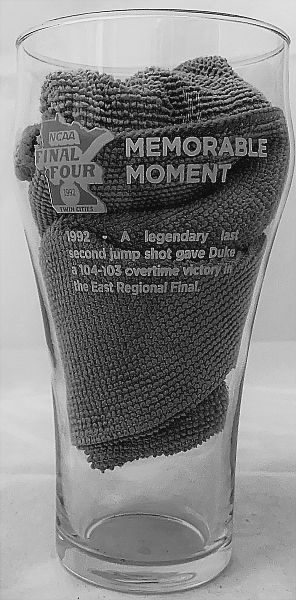 NCAA
FINAL
FOUR
1992
TWIN CITIES
MEMORABLE
MOMENT
1992 • A legendary last
second jump shot gave Duke
a 104-103 overtime victory in
the East Regional Final.